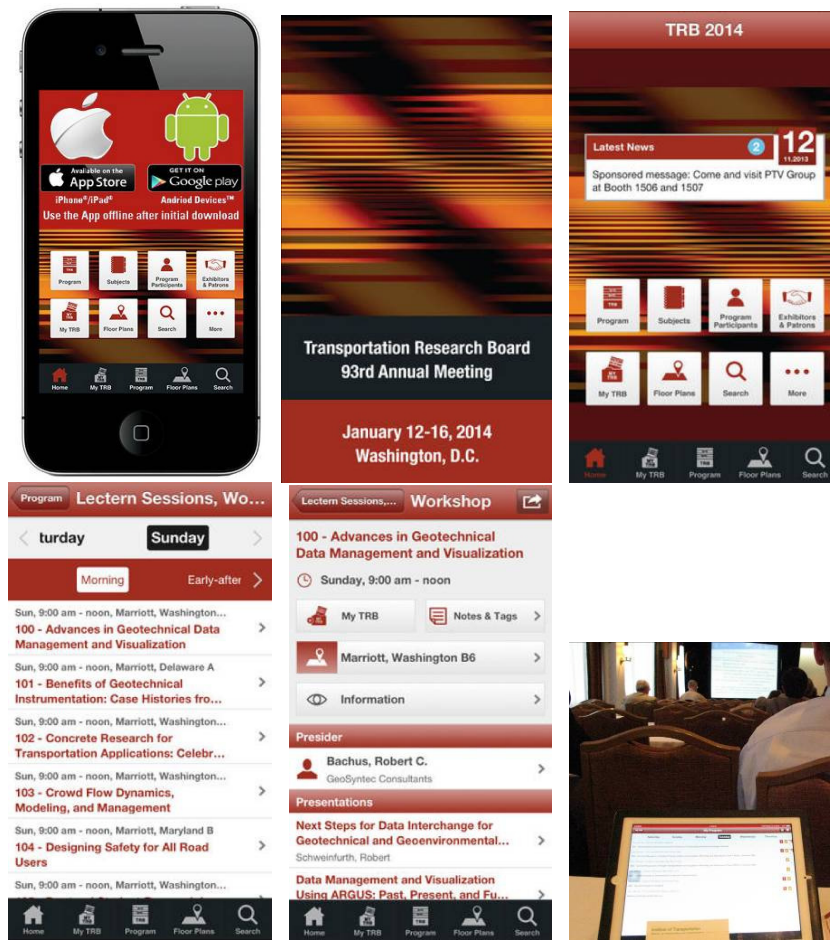 Available on the
App Store
GET IT ON
Google play
iPhone®/iPad®
Andriod Devices™
Use the App offline after initial download
Program
Subjects
Program
Participants
Exhibitors
& Patrons
My TRB
Floor Plans
Search
More
Home
My TRB
Program
Floor Plans
Search
Transportation Research Board
93rd Annual Meeting
January 12-16, 2014
Washington, D.C.
TRB 2014
Latest News
2
12
11.2013
Sponsored message: Come and visit PTV Group
at Booth 1506 and 1507
TRB
Program
Subjects
Program
Participants
Exhibitors
& Patrons
MY
TRB
My TRB
Floor Plans
Search
More
Home
My TRB
Program
Floor Plans
Search
Program
Lectern Sessions, Wo...
turday
Sunday
Morning
Early-after
Sun, 9:00 am - noon, Marriott, Washington...
100 - Advances in Geotechnical Data
Management and Visualization
Sun, 9:00 am - noon, Marriott, Delaware A
101 - Benefits of Geotechnical
Instrumentation: Case Histories fro...
Sun, 9:00 am - noon, Marriott, Washington...
102 - Concrete Research for
Transportation Applications: Celebr...
Sun, 9:00 am - noon, Marriott, Washington...
103 - Crowd Flow Dynamics,
Modeling, and Management
Sun, 9:00 am - noon, Marriott, Maryland B
104 - Designing Safety for All Road
Users
Sun, 9:00 am - noon, Marriott, Washington...
Home
My TRB
Program
Floor Plans
Search
Lectern Sessions,...
Workshop
100 - Advances in Geotechnical
Data Management and Visualization
Sunday, 9:00 am - noon
My TRB
Notes & Tags
Marriott, Washington B6
Information
Presider
Bachus, Robert C.
GeoSyntec Consultants
Presentations
Next Steps for Data Interchange for
Geotechnical and Geoenvironmental...
Schweinfurth, Robert
Data Management and Visualization
Using ARGUS: Past, Present, and Fu...
Home
My TRB
Program
Floor Plans
Search